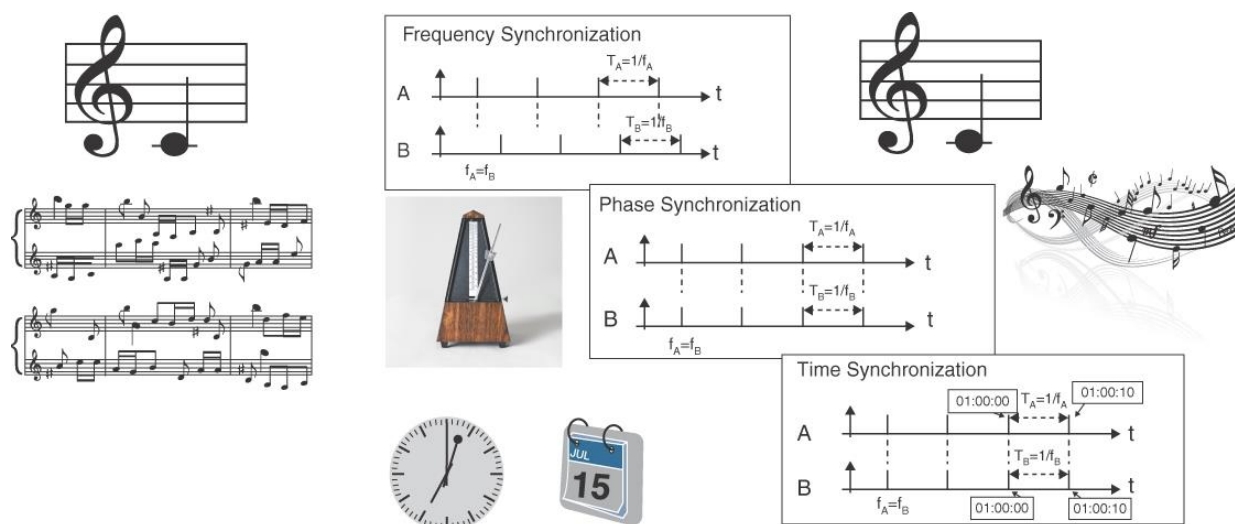 Frequency Synchronization
T_A=1/f_A
A
t
T_B=1/f_B
B
t
f_A=f_B
Phase Synchronization
T_A=1/f_A
A
t
T_B=1/f_B
B
t
f_A=f_B
Time Synchronization
01:00:00
T_A=1/f_A
01:00:10
A
t
T_B=1/f_B
B
t
f_A=f_B
01:00:00
01:00:10
JUL
15